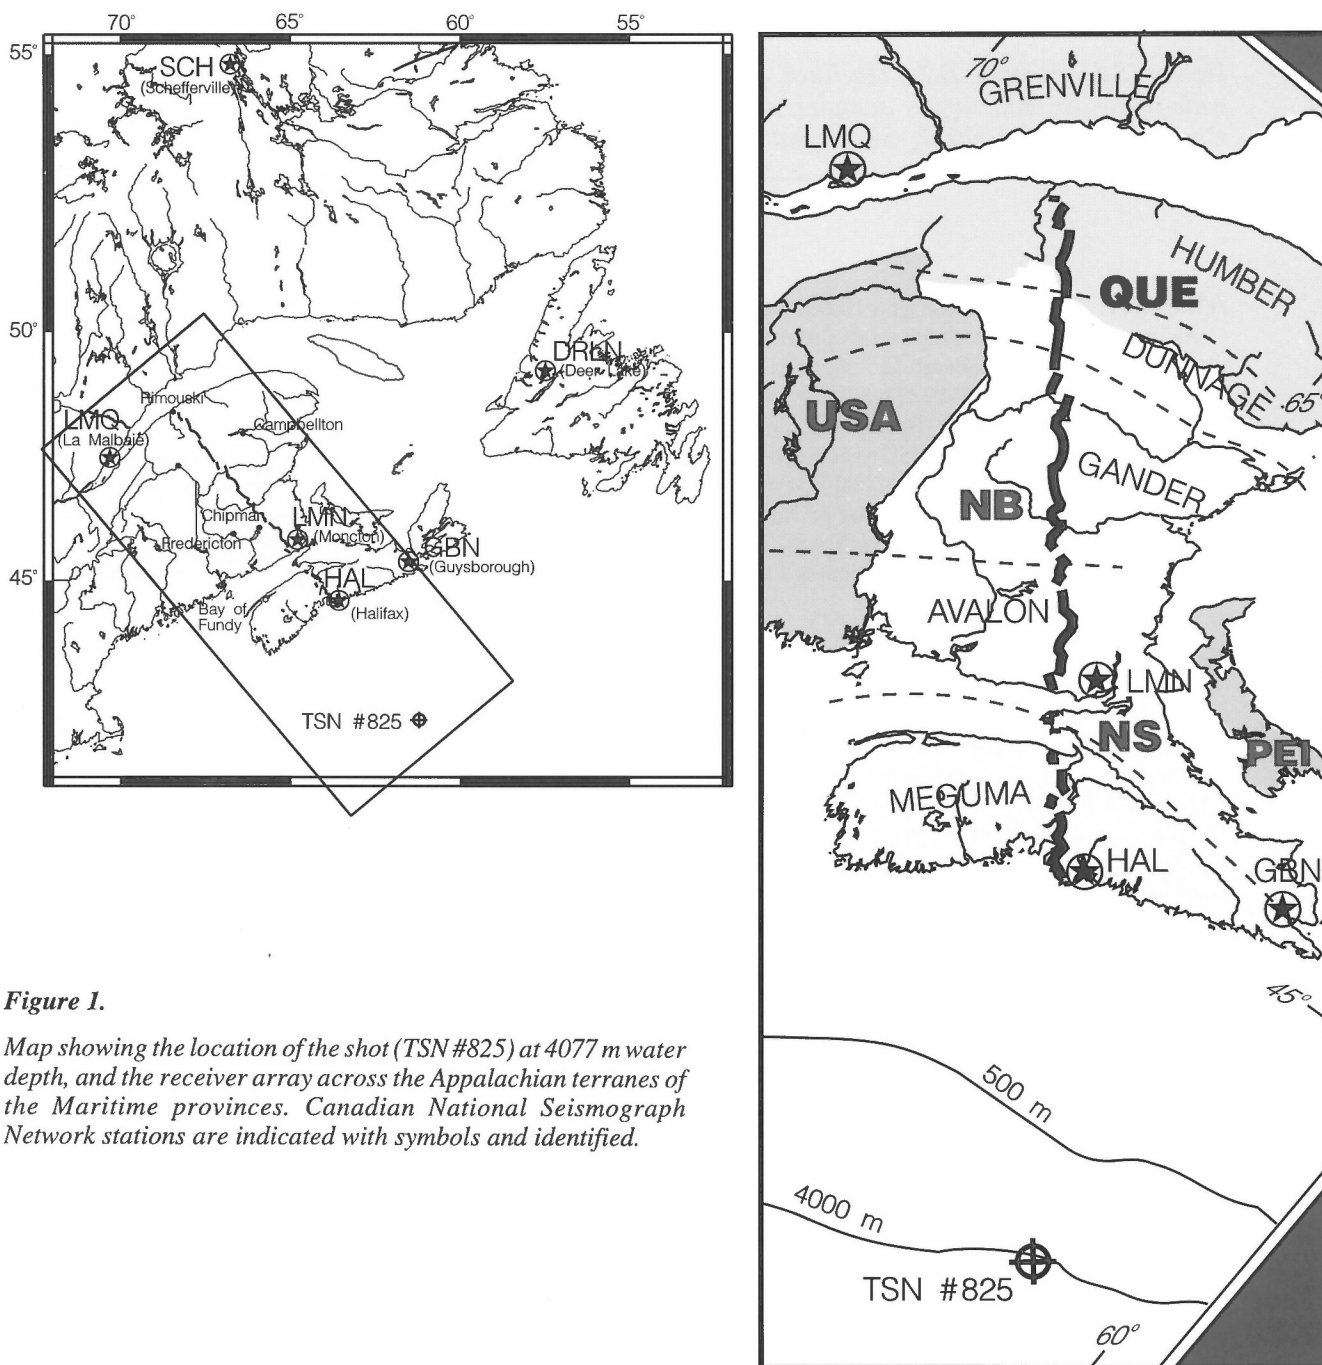 70°
65°
60°
55°
55°
50°
45°
SCH
(Schefferville)
DRLN
(Deer Lake)
Rimouski
LMQ
(La Malbaie)
Campbellton
Chipman
LMN
(Moncton)
Fredericton
GBN
(Guysborough)
HAL
(Halifax)
Bay of
Fundy
TSN #825
70°
GRENVILLE
LMQ
HUMBER
QUE
DUNNAGE
65°
USA
GANDER
NB
AVALON
LMN
NS
PEI
MEGUMA
HAL
GBN
45°
500 m
4000 m
TSN #825
60°
Figure 1.
Map showing the location of the shot (TSN #825) at 4077 m water
depth, and the receiver array across the Appalachian terranes of
the Maritime provinces. Canadian National Seismograph
Network stations are indicated with symbols and identified.